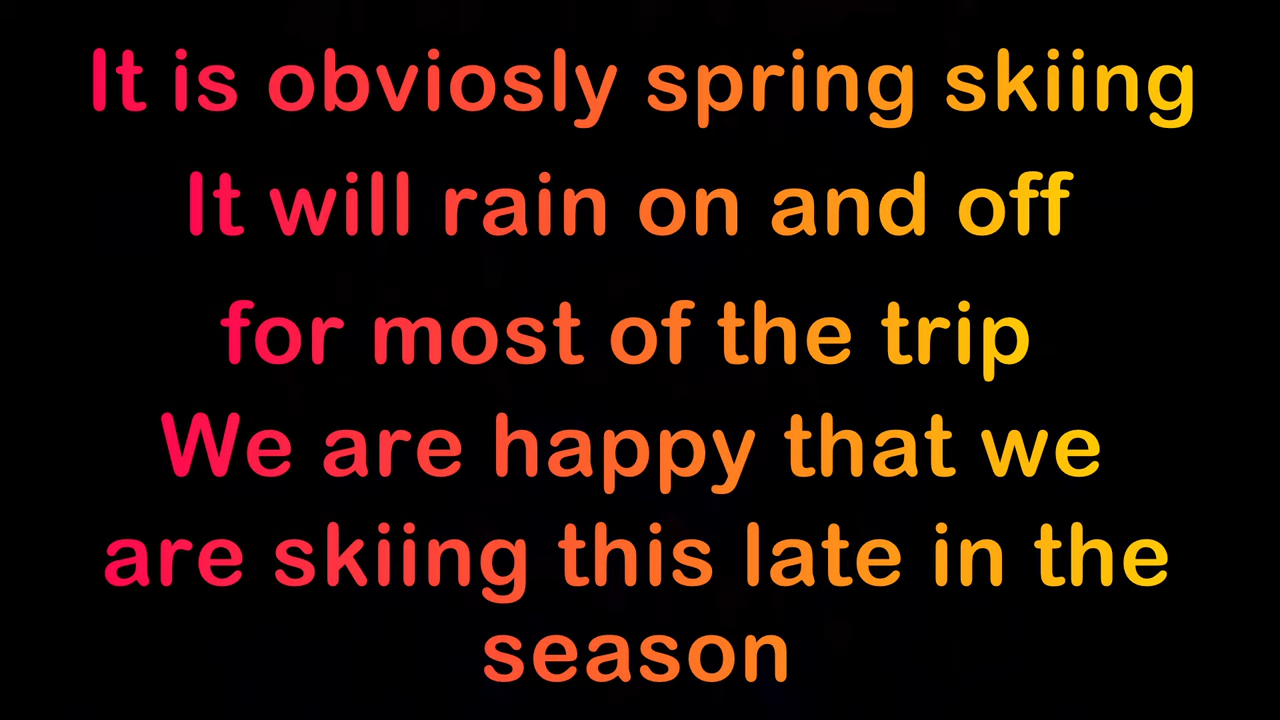 It is obviosly spring skiing
It will rain on and off
for most of the trip
We are happy that we
are skiing this late in the
season